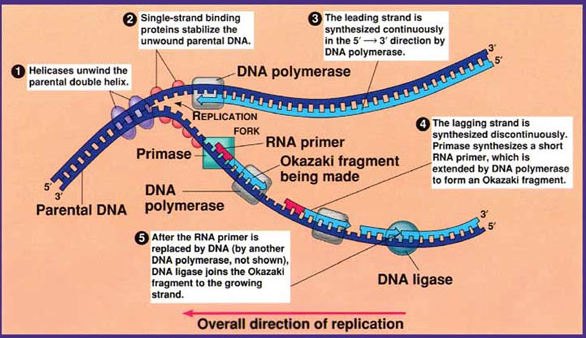 1 Helicases unwind the
parental double helix.
2 Single-strand binding
proteins stabilize the
unwound parental DNA.
3 The leading strand is
synthesized continuously
in the 5′ → 3′ direction by
DNA polymerase.
3′
5′
DNA polymerase
REPLICATION
FORK
RNA primer
Primase
Okazaki fragment
being made
4 The lagging strand is
synthesized discontinuously.
Primase synthesizes a short
RNA primer, which is
extended by DNA polymerase
to form an Okazaki fragment.
5′
3′
Parental DNA
DNA
polymerase
3′
5′
5 After the RNA primer is
replaced by DNA (by another
DNA polymerase, not shown),
DNA ligase joins the Okazaki
fragment to the growing
strand.
DNA ligase
Overall direction of replication